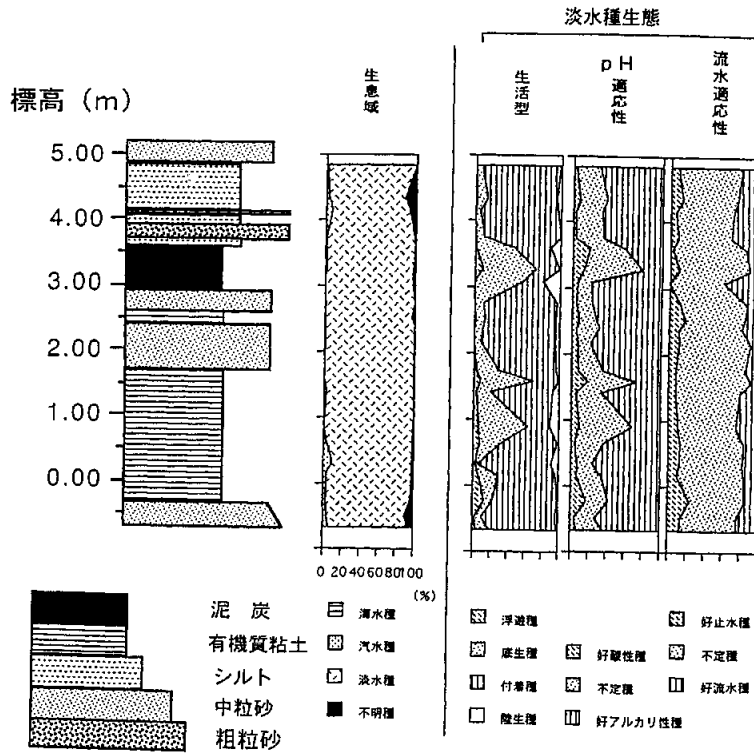 淡水種生態
標高 (m)
生息域
生活型
pH
適応性
流水適応性
5.00
4.00
3.00
2.00
1.00
0.00
0 20 40 60 80 100
(%)
泥炭
有機質粘土
シルト
中粒砂
粗粒砂
海水種
汽水種
淡水種
不明種
浮遊種
底生種
付着種
陸生種
好酸性種
不定種
好アルカリ性種
好止水種
不定種
好流水種